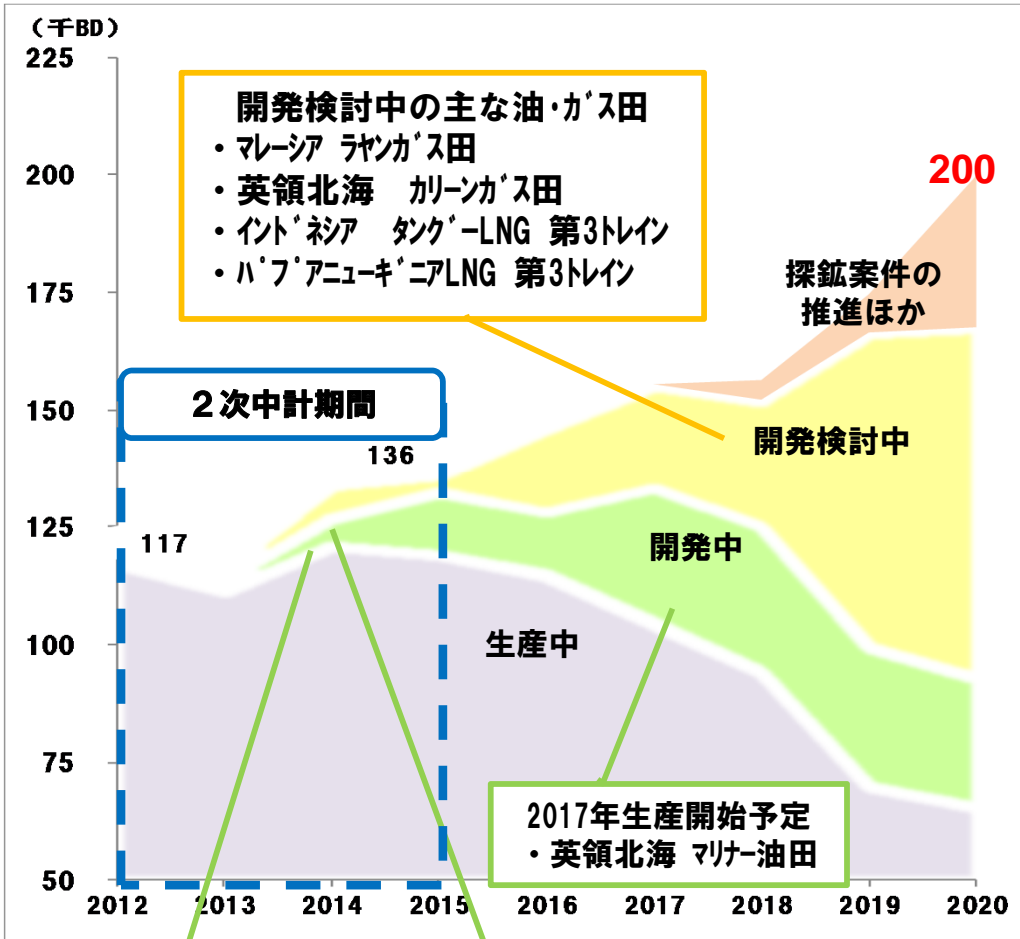 （千BD）
225
200
175
150
125
100
75
50
開発検討中の主な油・ｶﾞｽ田
・ﾏﾚｰｼｱ ﾗﾔﾝｶﾞｽ田
・英領北海 ｶﾘｰﾝｶﾞｽ田
・ｲﾝﾄﾞﾈｼｱ ﾀﾝｸﾞｰLNG 第3ﾄﾚｲﾝ
・ﾊﾟﾌﾟｱﾆｭｰｷﾞﾆｱLNG 第3ﾄﾚｲﾝ
200
探鉱案件の
推進ほか
２次中計期間
136
117
開発検討中
開発中
生産中
2017年生産開始予定
・英領北海 ﾏﾘﾅｰ油田
2012 2013 2014 2015 2016 2017 2018 2019 2020